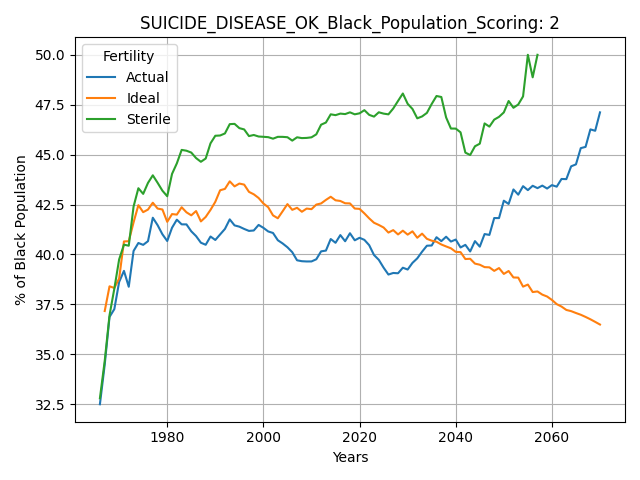 SUICIDE_DISEASE_OK_Black_Population_Scoring: 2
Fertility
Actual
Ideal
Sterile
% of Black Population
50.0
47.5
45.0
42.5
40.0
37.5
35.0
32.5
1980
2000
2020
2040
2060
Years